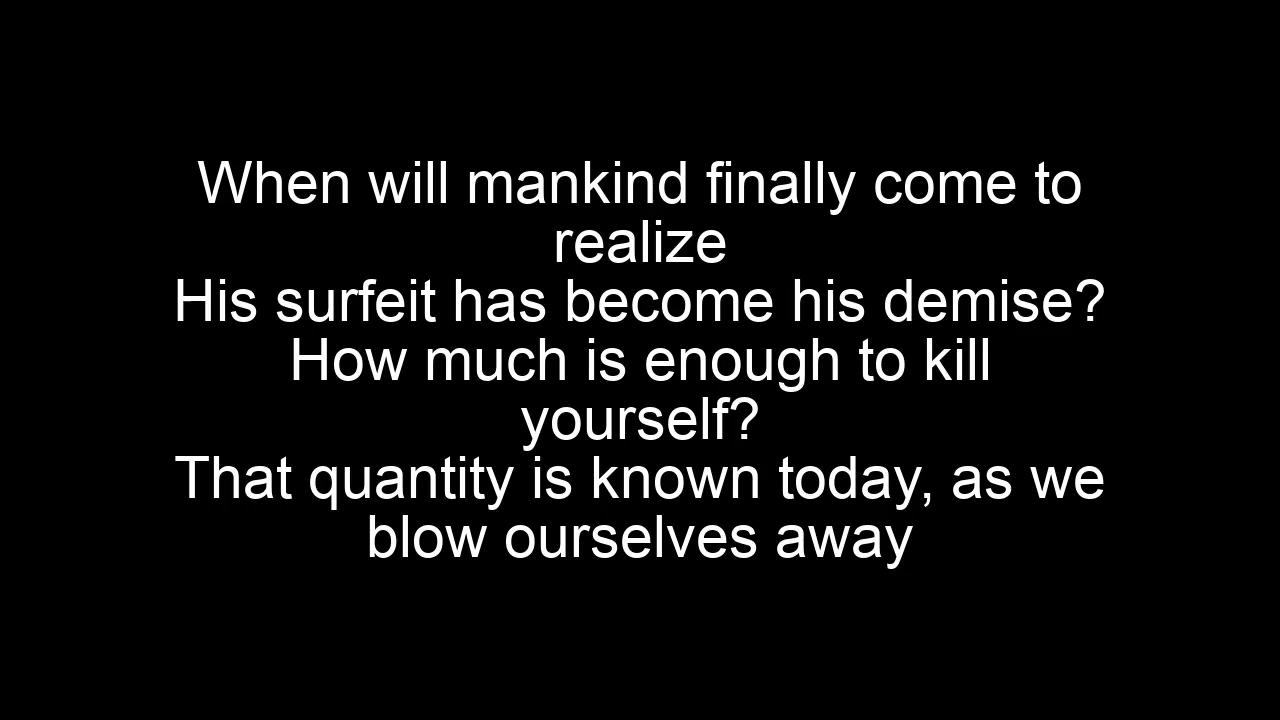 When will mankind finally come to
realize
His surfeit has become his demise?
How much is enough to kill
yourself?
That quantity is known today, as we
blow ourselves away